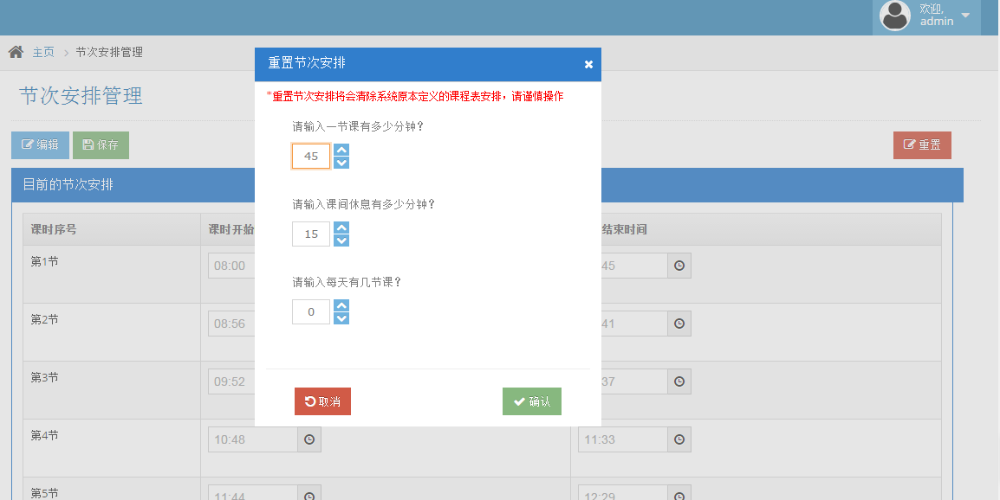 欢迎,
admin
主页 节次安排管理
节次安排管理
编辑 保存 重置
目前的节次安排
课时序号 课时开始 结束时间
第1节 08:00 45
第2节 08:56 41
第3节 09:52 37
第4节 10:48 11:33
第5节 11:44 12:29
重置节次安排
*重置节次安排将会清除系统原本定义的课程表安排，请谨慎操作
请输入一节课有多少分钟？
45
请输入课间休息有多少分钟？
15
请输入每天有几节课？
0
取消 确认